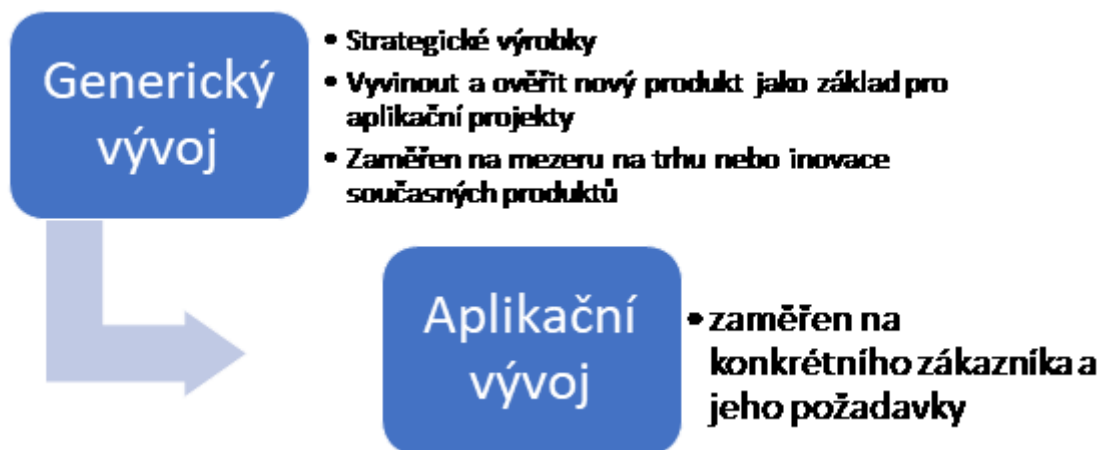 Generický
vývoj
• Strategické výrobky
• Vyvinout a ověřit nový produkt jako základ pro
aplikační projekty
• Zaměřen na mezeru na trhu nebo inovace
současných produktů
Aplikační
vývoj
• zaměřen na
konkrétního zákazníka a
jeho požadavky